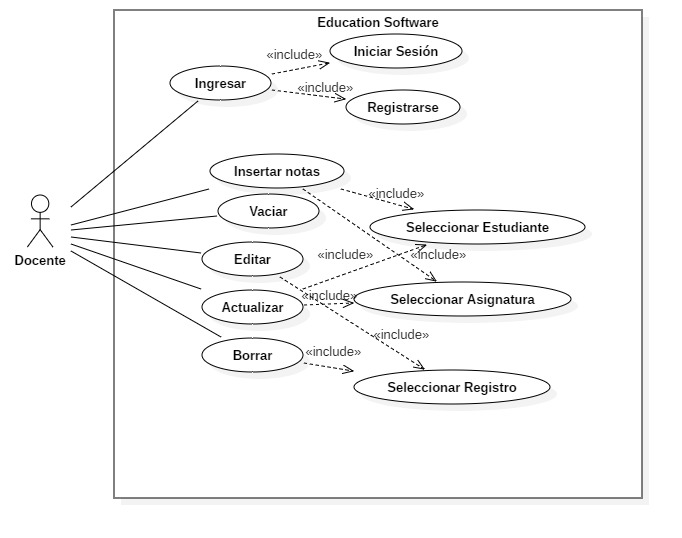 Education Software
«include»
Iniciar Sesión
Ingresar
«include»
Registrarse
Insertar notas
«include»
Vaciar
Seleccionar Estudiante
Docente
Editar
«include»
«include»
Actualizar
«include»
Seleccionar Asignatura
«include»
Borrar
«include»
Seleccionar Registro